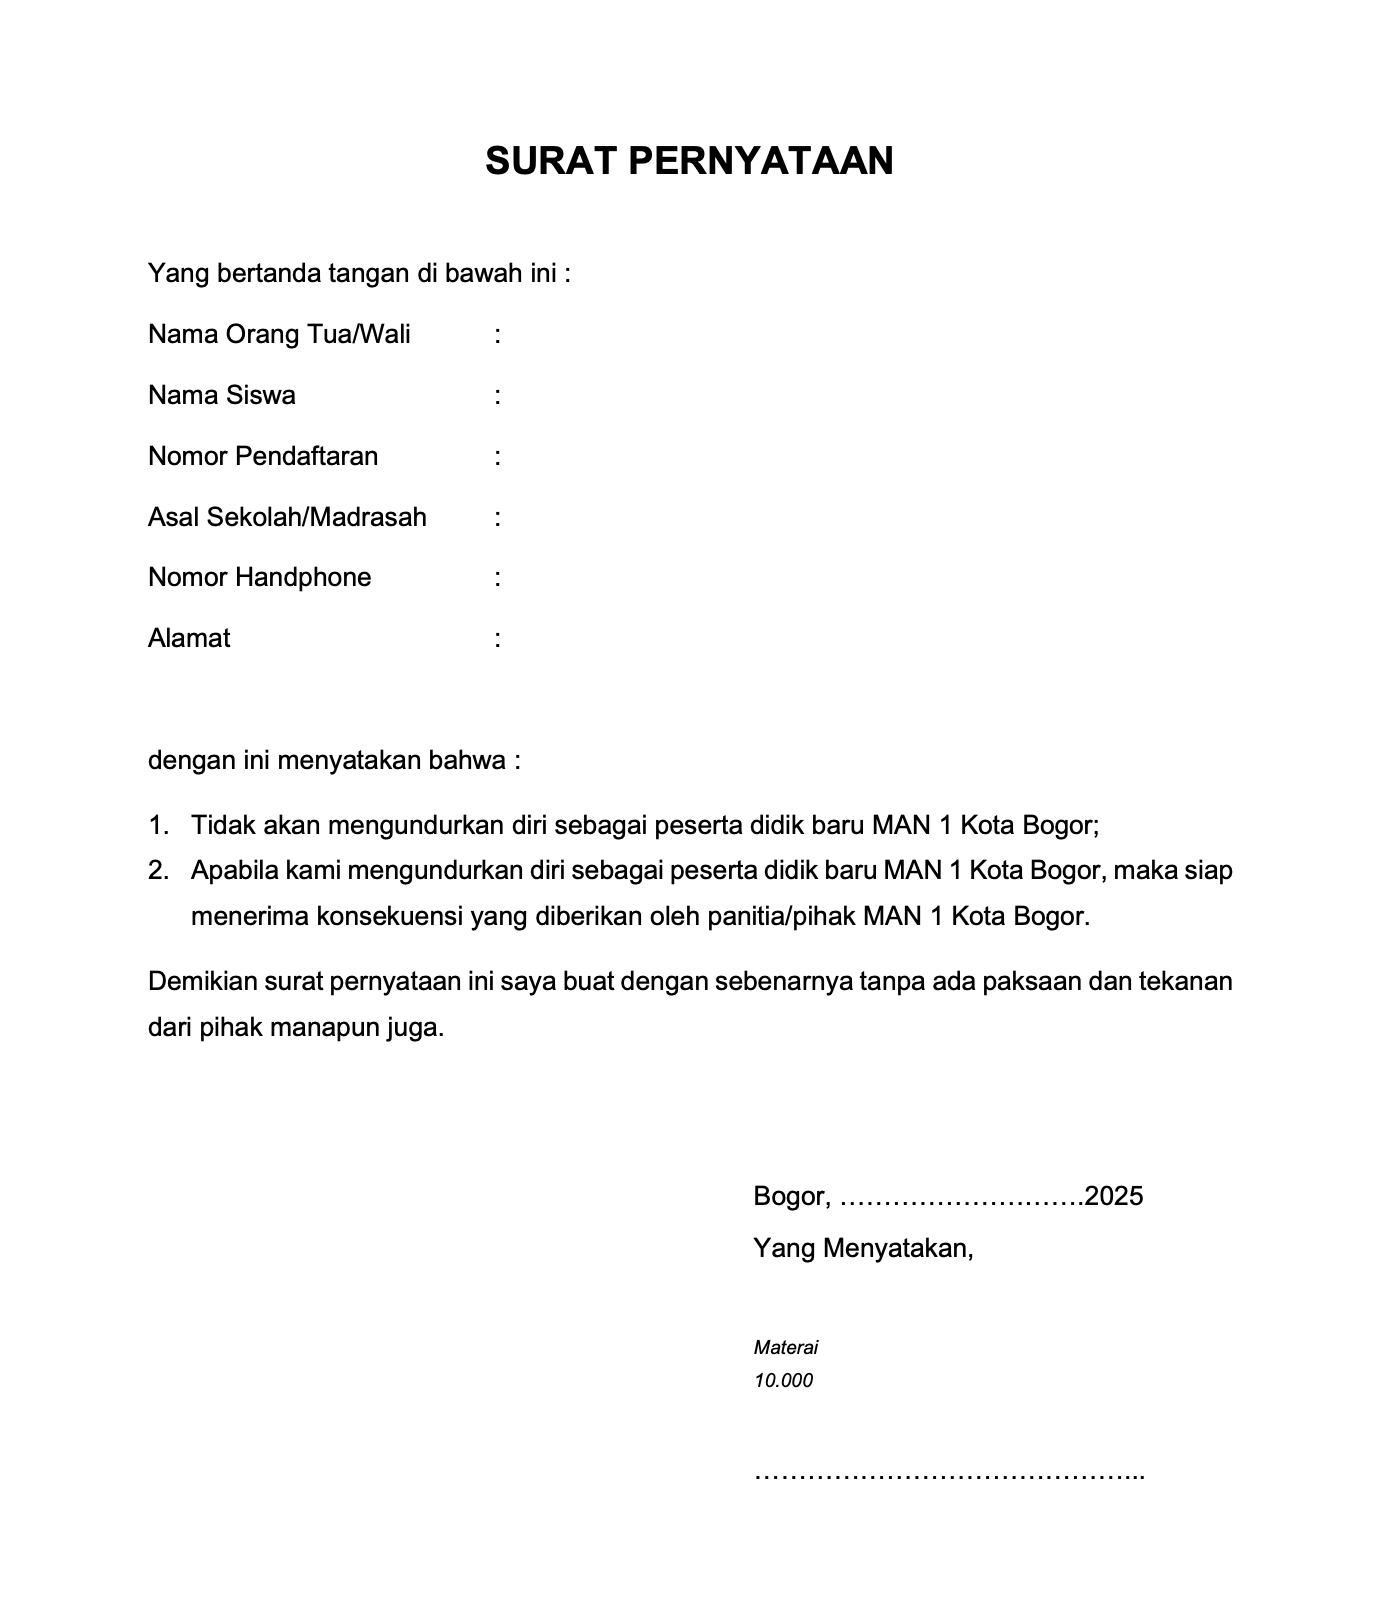 SURAT PERNYATAAN
Yang bertanda tangan di bawah ini :
Nama Orang Tua/Wali :
Nama Siswa :
Nomor Pendaftaran :
Asal Sekolah/Madrasah :
Nomor Handphone :
Alamat :
dengan ini menyatakan bahwa :
1. Tidak akan mengundurkan diri sebagai peserta didik baru MAN 1 Kota Bogor;
2. Apabila kami mengundurkan diri sebagai peserta didik baru MAN 1 Kota Bogor, maka siap
menerima konsekuensi yang diberikan oleh panitia/pihak MAN 1 Kota Bogor.
Demikian surat pernyataan ini saya buat dengan sebenarnya tanpa ada paksaan dan tekanan
dari pihak manapun juga.
Bogor, ……………………….2025
Yang Menyatakan,
Materai
10.000
……………………………………...